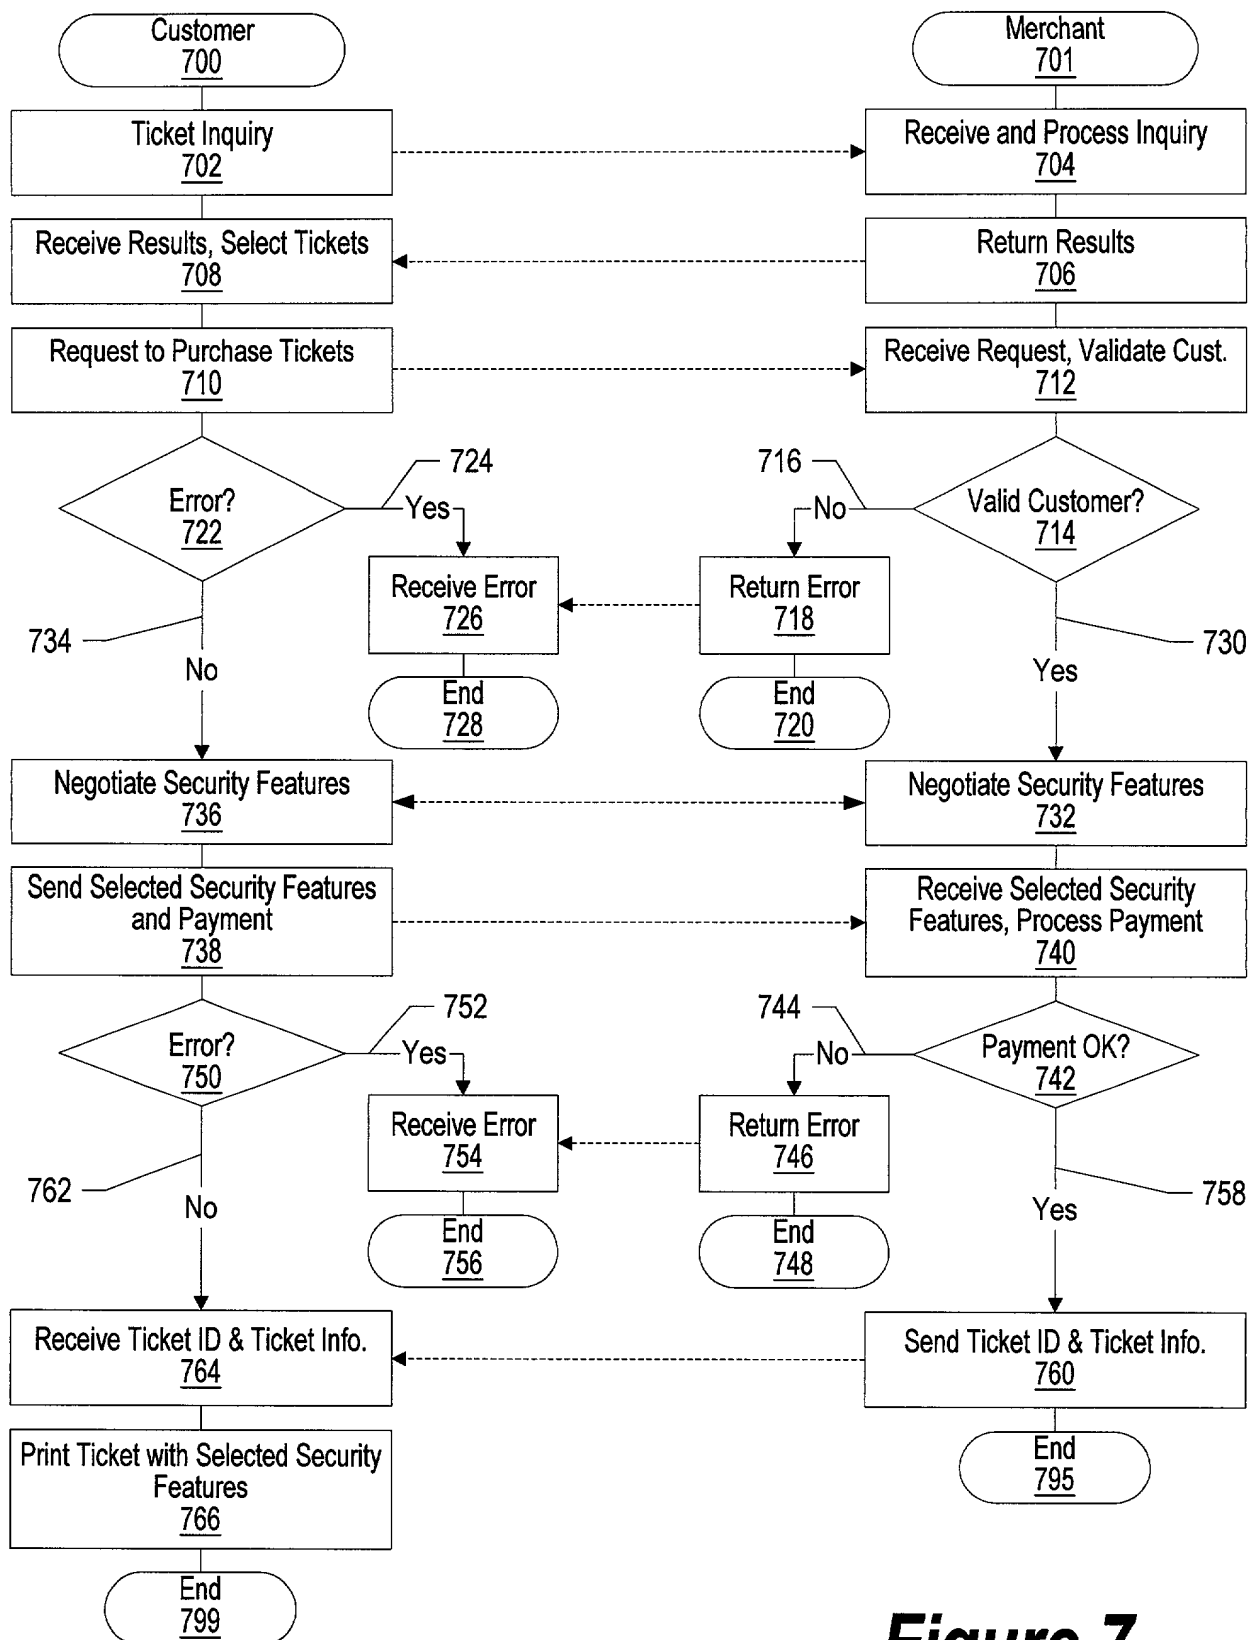 Customer
700
Merchant
701
Ticket Inquiry
702
Receive and Process Inquiry
704
Receive Results, Select Tickets
708
Return Results
706
Request to Purchase Tickets
710
Receive Request, Validate Cust.
712
724
716
Error?
722
Yes
No
Valid Customer?
714
Receive Error
726
Return Error
718
734
730
No
Yes
End
728
End
720
Negotiate Security Features
736
Negotiate Security Features
732
Send Selected Security Features
and Payment
738
Receive Selected Security
Features, Process Payment
740
752
744
Error?
750
Yes
No
Payment OK?
742
Receive Error
754
Return Error
746
762
758
No
Yes
End
756
End
748
Receive Ticket ID & Ticket Info.
764
Send Ticket ID & Ticket Info.
760
Print Ticket with Selected Security
Features
766
End
795
End
799
Figure 7